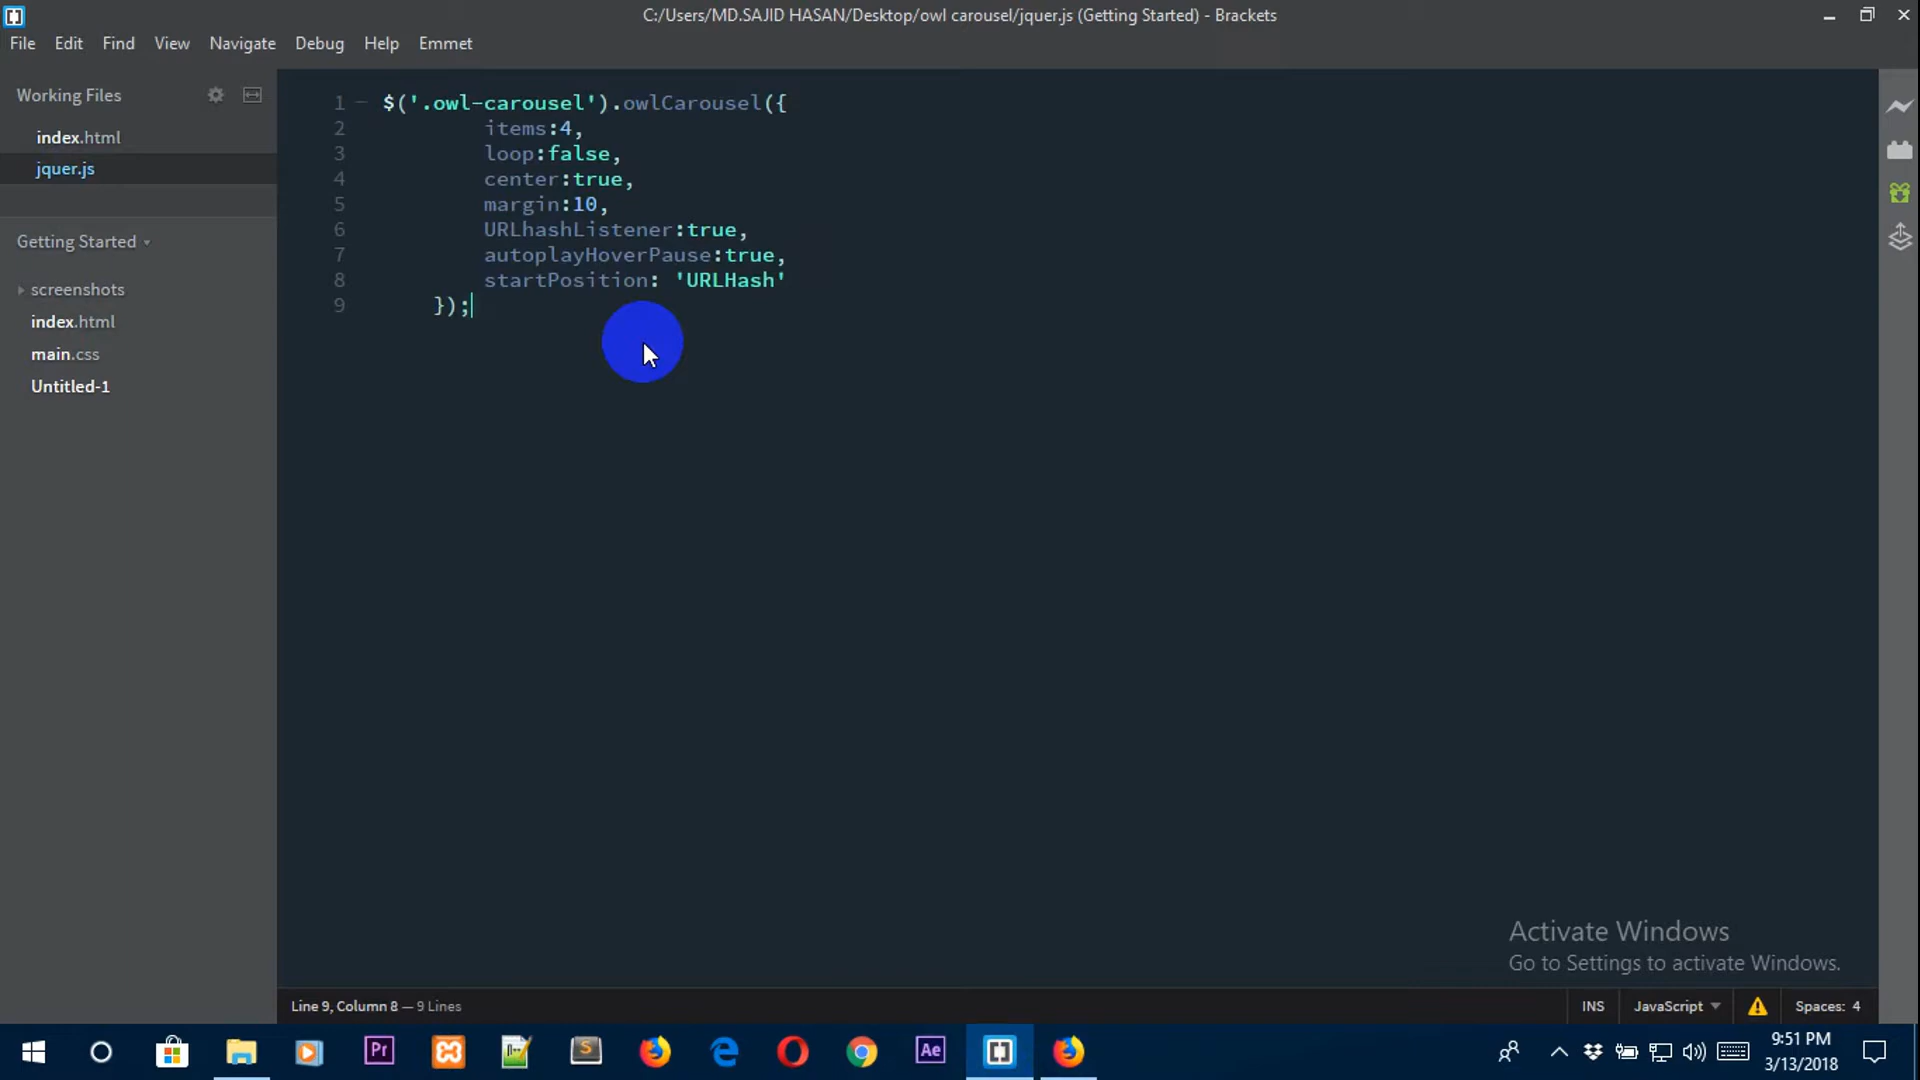 C:/Users/MD.SAJID HASAN/Desktop/owl carousel/jquer.js (Getting Started) - Brackets
File Edit Find View Navigate Debug Help Emmet
Working Files
index.html
jquer.js
Getting Started
screenshots
index.html
main.css
Untitled-1
1 $('.owl-carousel').owlCarousel({
2 items:4,
3 loop:false,
4 center:true,
5 margin:10,
6 URLhashListener:true,
7 autoplayHoverPause:true,
8 startPosition: 'URLHash'
9 });
Activate Windows
Go to Settings to activate Windows.
Line 9, Column 8 — 9 Lines
INS JavaScript Spaces: 4
Pr
S
Ae
9:51 PM
3/13/2018